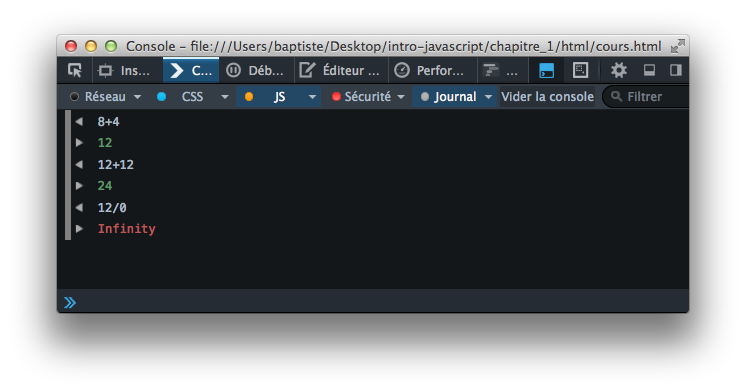 Console – file:///Users/baptiste/Desktop/intro-javascript/chapitre_1/html/cours.html
Ins... C... Déb... Éditeur ... Perfor... ...
Réseau CSS JS Sécurité Journal Vider la console Filtrer
8+4
12
12+12
24
12/0
Infinity